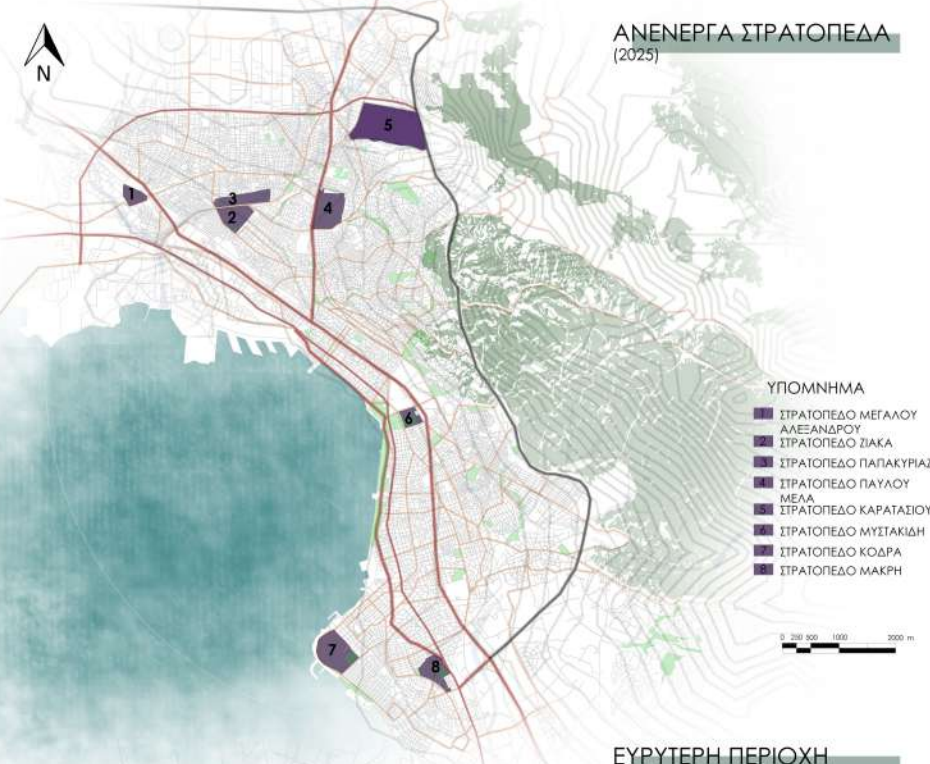 ΑΝΕΝΕΡΓΑ ΣΤΡΑΤΟΠΕΔΑ
(2025)
N
5
1
3
2
4
6
7
8
ΥΠΟΜΝΗΜΑ
1 ΣΤΡΑΤΟΠΕΔΟ ΜΕΓΑΛΟΥ
ΑΛΕΞΑΝΔΡΟΥ
2 ΣΤΡΑΤΟΠΕΔΟ ΖΙΑΚΑ
3 ΣΤΡΑΤΟΠΕΔΟ ΠΑΠΑΚΥΡΙΑΖ
4 ΣΤΡΑΤΟΠΕΔΟ ΠΑΥΛΟΥ
ΜΕΛΑ
5 ΣΤΡΑΤΟΠΕΔΟ ΚΑΡΑΤΑΣΙΟΥ
6 ΣΤΡΑΤΟΠΕΔΟ ΜΥΣΤΑΚΙΔΗ
7 ΣΤΡΑΤΟΠΕΔΟ ΚΟΔΡΑ
8 ΣΤΡΑΤΟΠΕΔΟ ΜΑΚΡΗ
0 250 500 1000 2000 m
ΕΥΡΥΤΕΡΗ ΠΕΡΙΟΧΗ